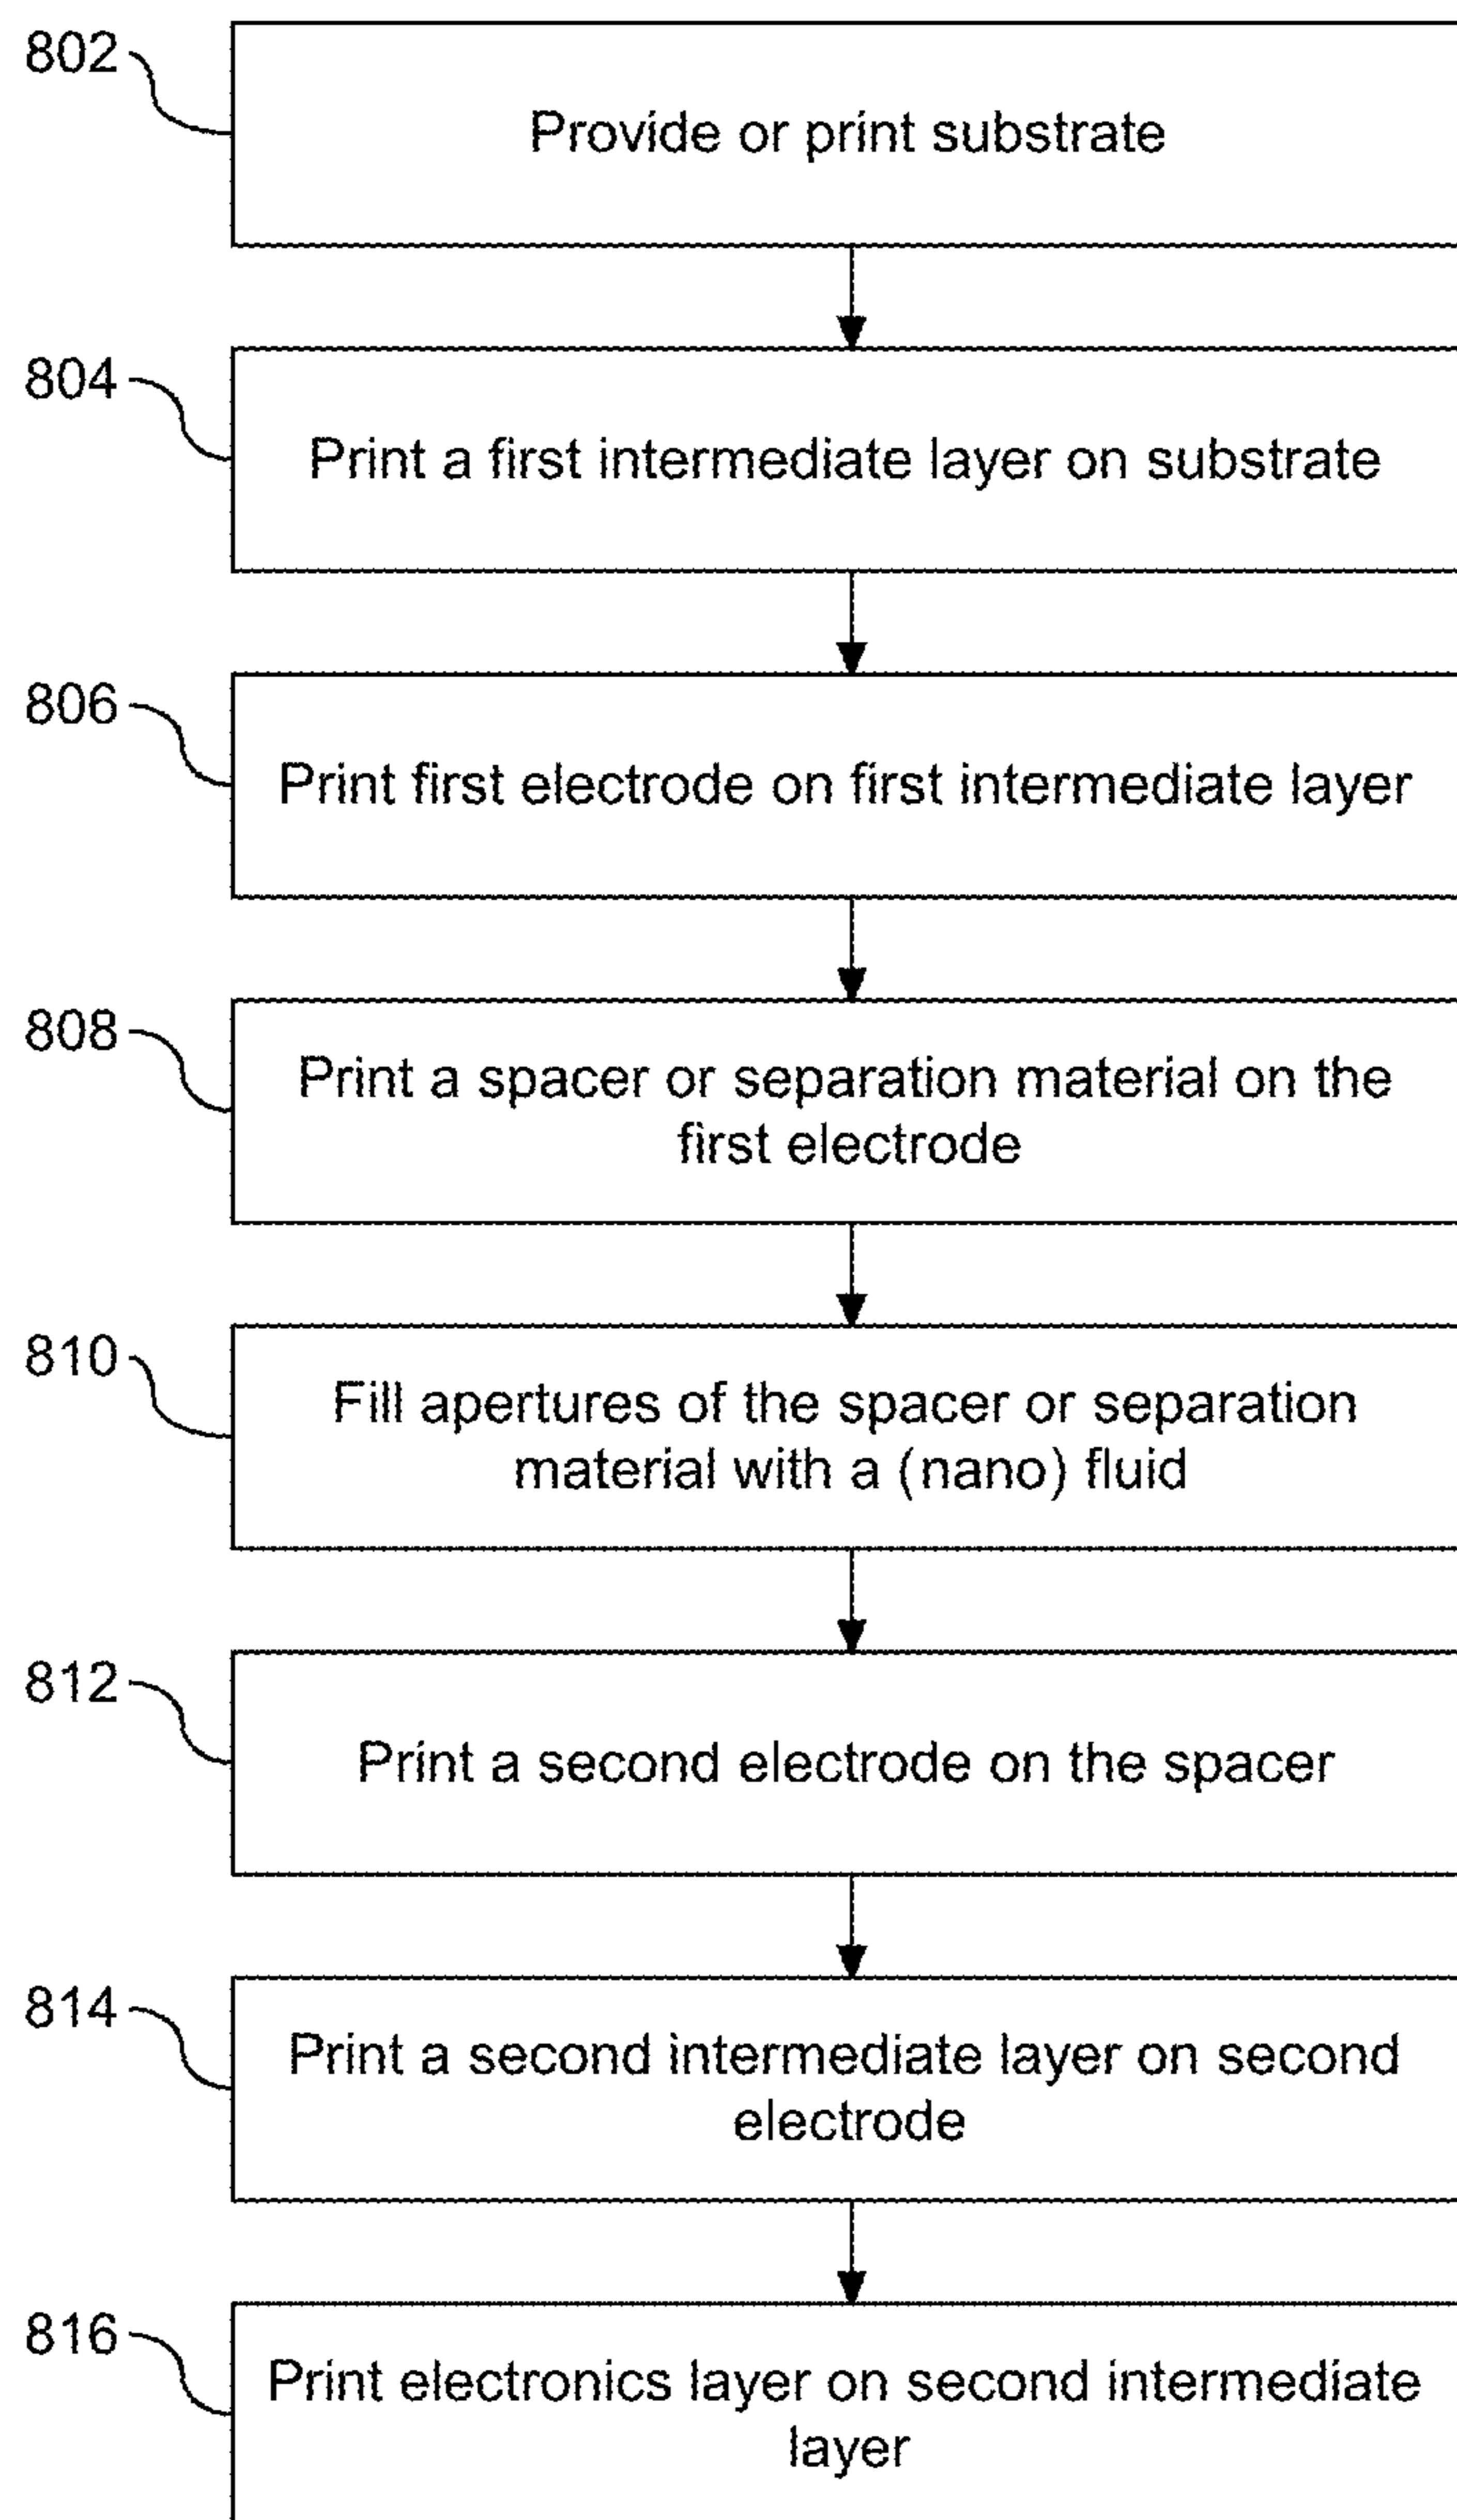 802
Provide or print substrate
804
Print a first intermediate layer on substrate
806
Print first electrode on first intermediate layer
808
Print a spacer or separation material on the
first electrode
810
Fill apertures of the spacer or separation
material with a (nano) fluid
812
Print a second electrode on the spacer
814
Print a second intermediate layer on second
electrode
816
Print electronics layer on second intermediate
layer